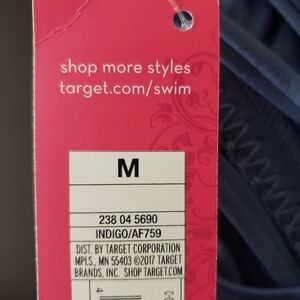 shop more styles
target.com/swim
M
238 04 5690
INDIGO/AF759
DIST. BY TARGET CORPORATION
MPLS., MN 55403 ©2017 TARGET
BRANDS, INC. SHOP TARGET.COM